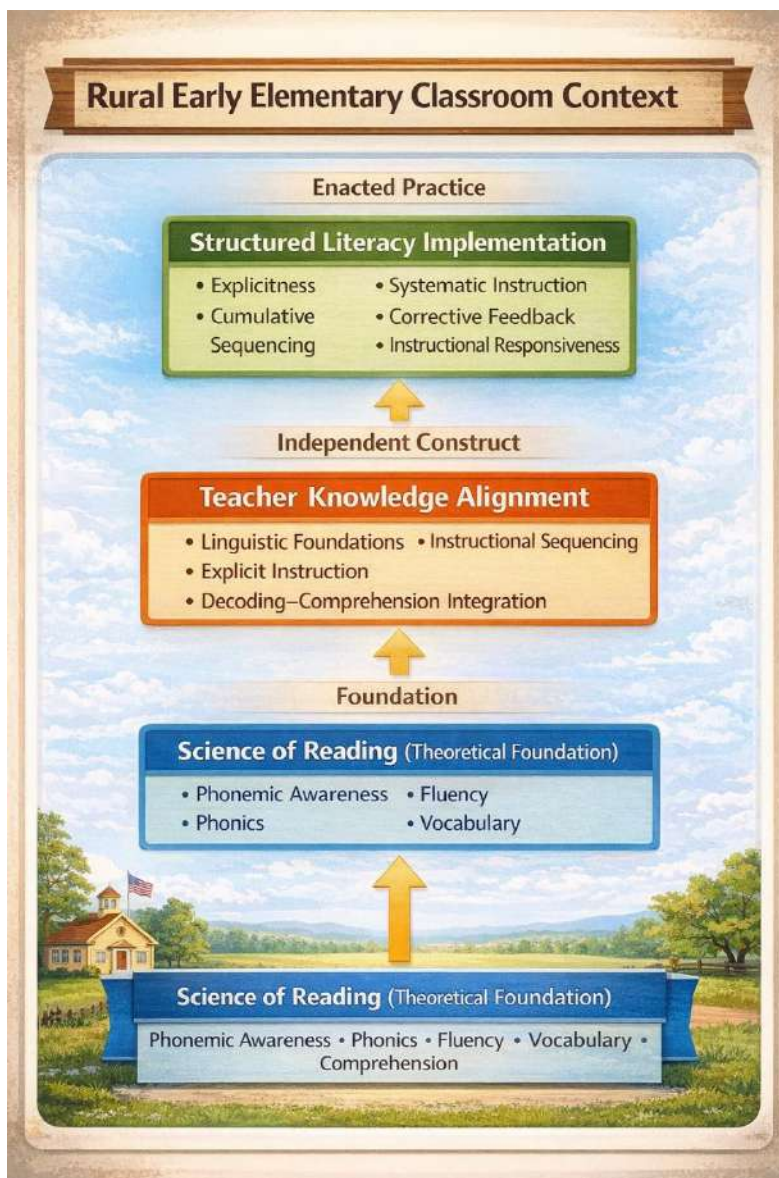 Rural Early Elementary Classroom Context
Enacted Practice
Structured Literacy Implementation
• Explicitness • Systematic Instruction
• Cumulative • Corrective Feedback
Sequencing • Instructional Responsiveness
Independent Construct
Teacher Knowledge Alignment
• Linguistic Foundations • Instructional Sequencing
• Explicit Instruction
• Decoding–Comprehension Integration
Foundation
Science of Reading (Theoretical Foundation)
• Phonemic Awareness • Fluency
• Phonics • Vocabulary
Science of Reading (Theoretical Foundation)
Phonemic Awareness • Phonics • Fluency • Vocabulary •
Comprehension